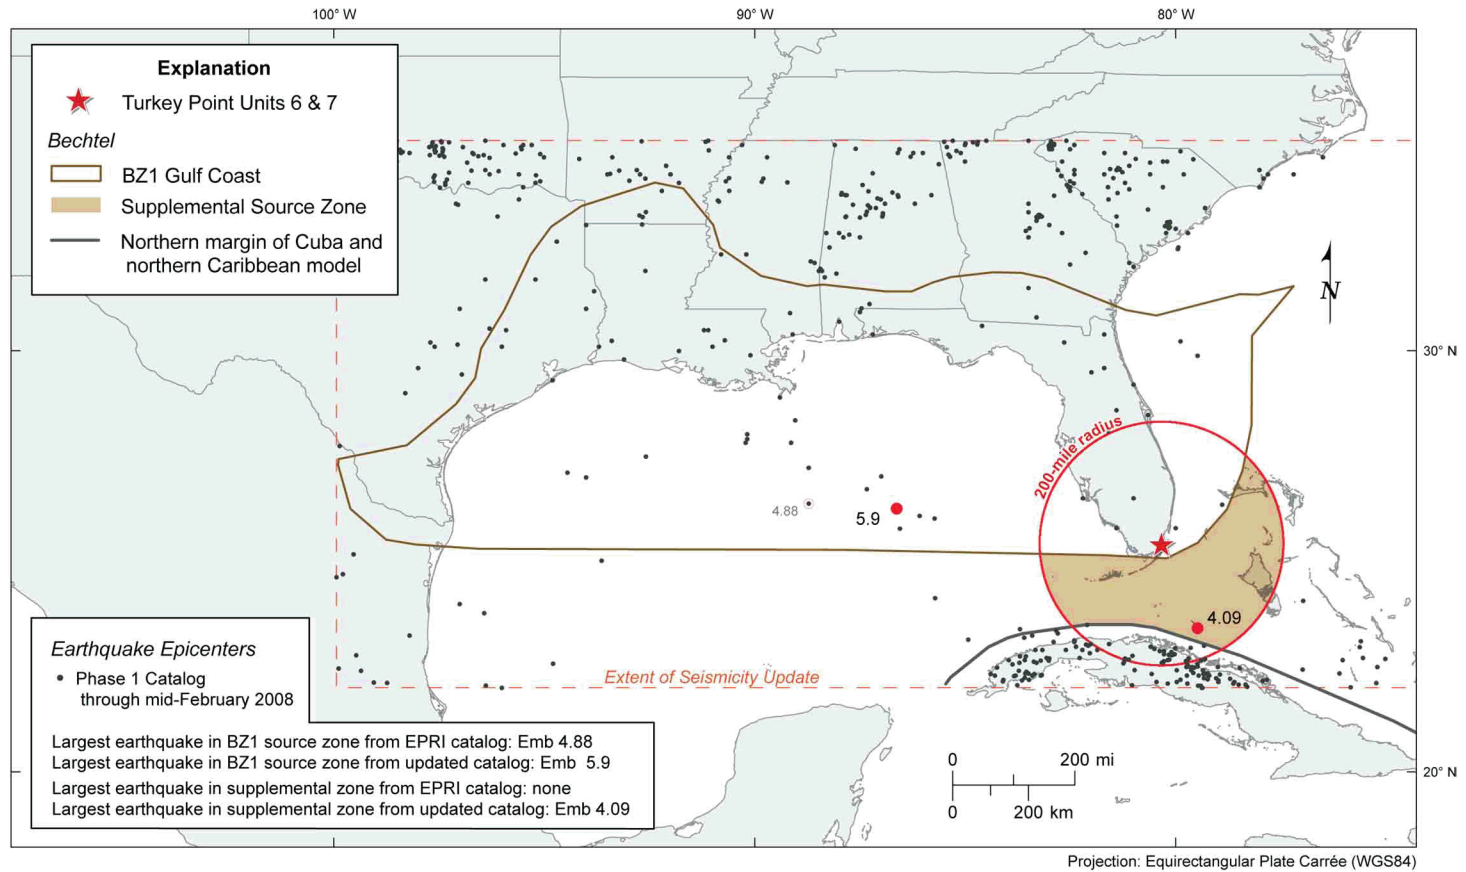 100° W
90° W
80° W
Explanation
Turkey Point Units 6 & 7
Bechtel
BZ1 Gulf Coast
Supplemental Source Zone
Northern margin of Cuba and
northern Caribbean model
N
30° N
200-mile radius
4.88
5.9
4.09
Earthquake Epicenters
Phase 1 Catalog
through mid-February 2008
Extent of Seismicity Update
Largest earthquake in BZ1 source zone from EPRI catalog: Emb 4.88
Largest earthquake in BZ1 source zone from updated catalog: Emb 5.9
Largest earthquake in supplemental zone from EPRI catalog: none
Largest earthquake in supplemental zone from updated catalog: Emb 4.09
0 200 mi
0 200 km
20° N
Projection: Equirectangular Plate Carrée (WGS84)